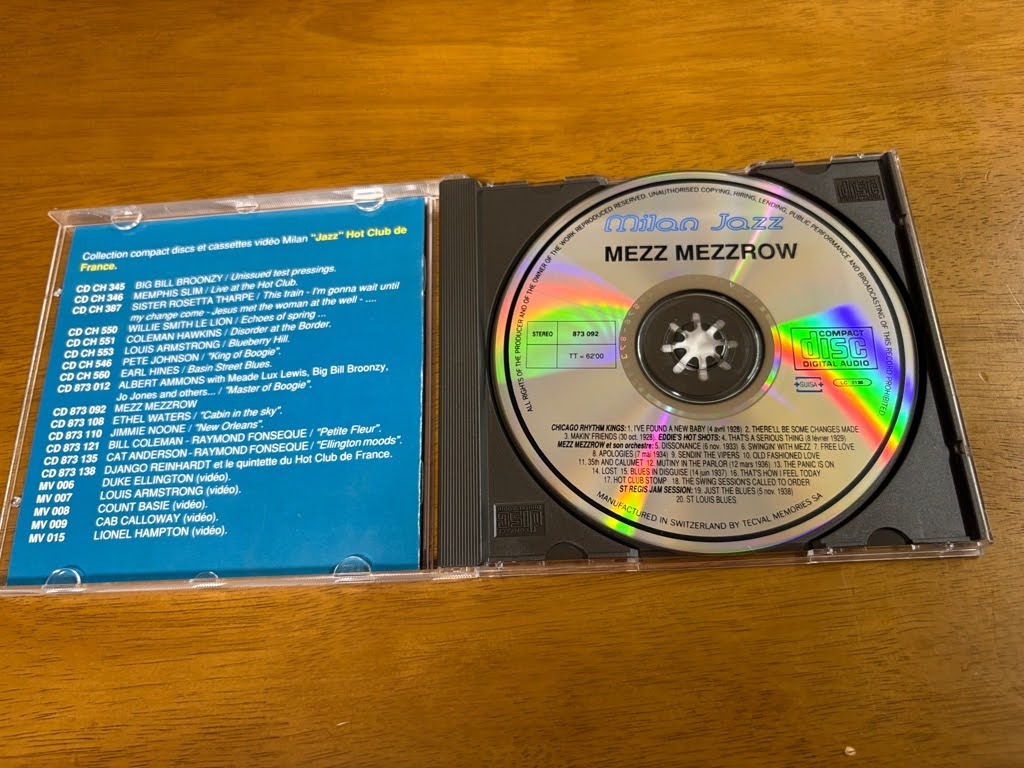 Collection compact discs et cassettes vidéo Milan "Jazz" Hot Club de
France.
CD CH 345 BIG BILL BROONZY / Unissued test pressings.
CD CH 346 MEMPHIS SLIM / Live at the Hot Club.
CD CH 387 SISTER ROSETTA THARPE / This train - I'm gonna wait until
my change come - Jesus met the woman at the well - ....
CD CH 550 WILLIE SMITH LE LION / Echoes of spring ...
CD CH 551 COLEMAN HAWKINS / Disorder at the Border.
CD CH 553 LOUIS ARMSTRONG / Blueberry Hill.
CD CH 546 PETE JOHNSON / "King of Boogie".
CD CH 560 EARL HINES / Basin Street Blues.
CD 873 012 ALBERT AMMONS with Meade Lux Lewis, Big Bill Broonzy,
Jo Jones and others... / "Master of Boogie".
CD 873 092 MEZZ MEZZROW
CD 873 108 ETHEL WATERS / "Cabin in the sky".
CD 873 110 JIMMIE NOONE / "New Orleans".
CD 873 121 BILL COLEMAN - RAYMOND FONSEQUE / "Petite Fleur".
CD 873 135 CAT ANDERSON - RAYMOND FONSEQUE / "Ellington moods".
CD 873 138 DJANGO REINHARDT et le quintette du Hot Club de France.
MV 006 DUKE ELLINGTON (vidéo).
MV 007 LOUIS ARMSTRONG (vidéo).
MV 008 COUNT BASIE (vidéo).
MV 009 CAB CALLOWAY (vidéo).
MV 015 LIONEL HAMPTON (vidéo).
ALL RIGHTS OF THE PRODUCER AND OF THE OWNER OF THE WORK REPRODUCED RESERVED. UNAUTHORISED COPYING, HIRING, LENDING, PUBLIC PERFORMANCE AND BROADCASTING OF THIS RECORD PROHIBITED
Milan Jazz
MEZZ MEZZROW
STEREO 873 092
TT = 62'00
COMPACT
disc
DIGITAL AUDIO
SUISA
LC 8126
CHICAGO RHYTHM KINGS: 1. I'VE FOUND A NEW BABY (4 avril 1928) 2. THERE'LL BE SOME CHANGES MADE
3. MAKIN' FRIENDS (30 oct. 1928). EDDIE'S HOT SHOTS: 4. THAT'S A SERIOUS THING (8 février 1929)
MEZZ MEZZROW et son orchestre: 5. DISSONANCE (6 nov. 1933) 6. SWINGIN' WITH MEZZ 7. FREE LOVE
8. APOLOGIES (7 mai 1934) 9. SENDIN' THE VIPERS 10. OLD FASHIONED LOVE
11. 35th AND CALUMET 12. MUTINY IN THE PARLOR (12 mars 1936) 13. THE PANIC IS ON
14. LOST 15. BLUES IN DISGUISE (14 juin 1937) 16. THAT'S HOW I FEEL TODAY
17. HOT CLUB STOMP 18. THE SWING SESSION'S CALLED TO ORDER
ST REGIS JAM SESSION: 19. JUST THE BLUES (5 nov. 1938)
20. ST LOUIS BLUES
MANUFACTURED IN SWITZERLAND BY TECVAL MEMORIES SA